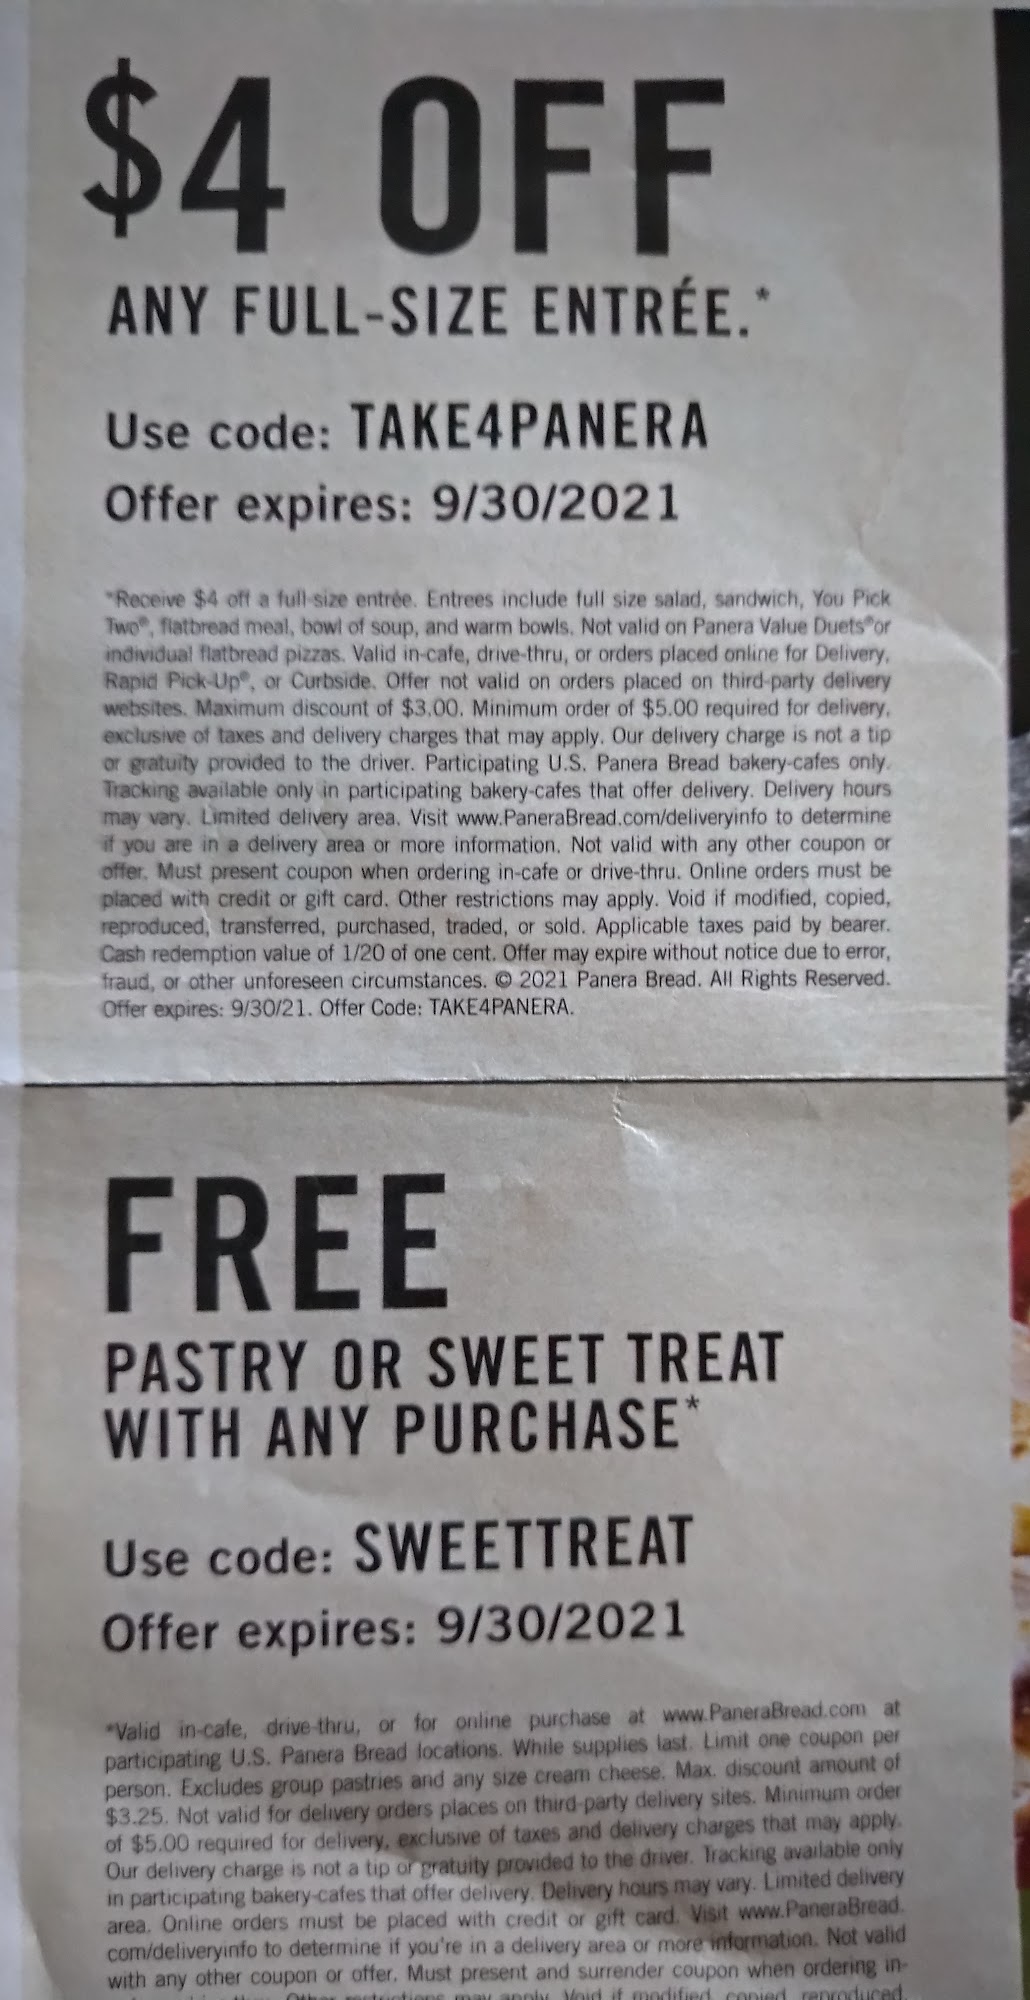 $4 OFF
ANY FULL-SIZE ENTRÉE.*
Use code: TAKE4PANERA
Offer expires: 9/30/2021
*Receive $4 off a full-size entrée. Entrees include full size salad, sandwich, You Pick
Two®, flatbread meal, bowl of soup, and warm bowls. Not valid on Panera Value Duets® or
individual flatbread pizzas. Valid in-cafe, drive-thru, or orders placed online for Delivery,
Rapid Pick-Up®, or Curbside. Offer not valid on orders placed on third-party delivery
websites. Maximum discount of $3.00. Minimum order of $5.00 required for delivery,
exclusive of taxes and delivery charges that may apply. Our delivery charge is not a tip
or gratuity provided to the driver. Participating U.S. Panera Bread bakery-cafes only.
Tracking available only in participating bakery-cafes that offer delivery. Delivery hours
may vary. Limited delivery area. Visit www.PaneraBread.com/deliveryinfo to determine
if you are in a delivery area or more information. Not valid with any other coupon or
offer. Must present coupon when ordering in-cafe or drive-thru. Online orders must be
placed with credit or gift card. Other restrictions may apply. Void if modified, copied,
reproduced, transferred, purchased, traded, or sold. Applicable taxes paid by bearer.
Cash redemption value of 1/20 of one cent. Offer may expire without notice due to error,
fraud, or other unforeseen circumstances. © 2021 Panera Bread. All Rights Reserved.
Offer expires: 9/30/21. Offer Code: TAKE4PANERA.
FREE
PASTRY OR SWEET TREAT
WITH ANY PURCHASE*
Use code: SWEETTREAT
Offer expires: 9/30/2021
*Valid in-cafe, drive-thru, or for online purchase at www.PaneraBread.com at
participating U.S. Panera Bread locations. While supplies last. Limit one coupon per
person. Excludes group pastries and any size cream cheese. Max. discount amount of
$3.25. Not valid for delivery orders places on third-party delivery sites. Minimum order
of $5.00 required for delivery, exclusive of taxes and delivery charges that may apply.
Our delivery charge is not a tip or gratuity provided to the driver. Tracking available only
in participating bakery-cafes that offer delivery. Delivery hours may vary. Limited delivery
area. Online orders must be placed with credit or gift card. Visit www.PaneraBread.
com/deliveryinfo to determine if you're in a delivery area or more information. Not valid
with any other coupon or offer. Must present and surrender coupon when ordering in-
restrictions may apply. Void if modified, copied, reproduced,